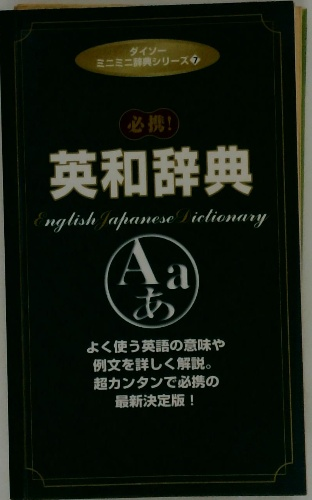 ダイソー
ミニミニ辞典シリーズ❼
必携！
英和辞典
English Japanese Dictionary
Aa
あ
よく使う英語の意味や
例文を詳しく解説。
超カンタンで必携の
最新決定版！